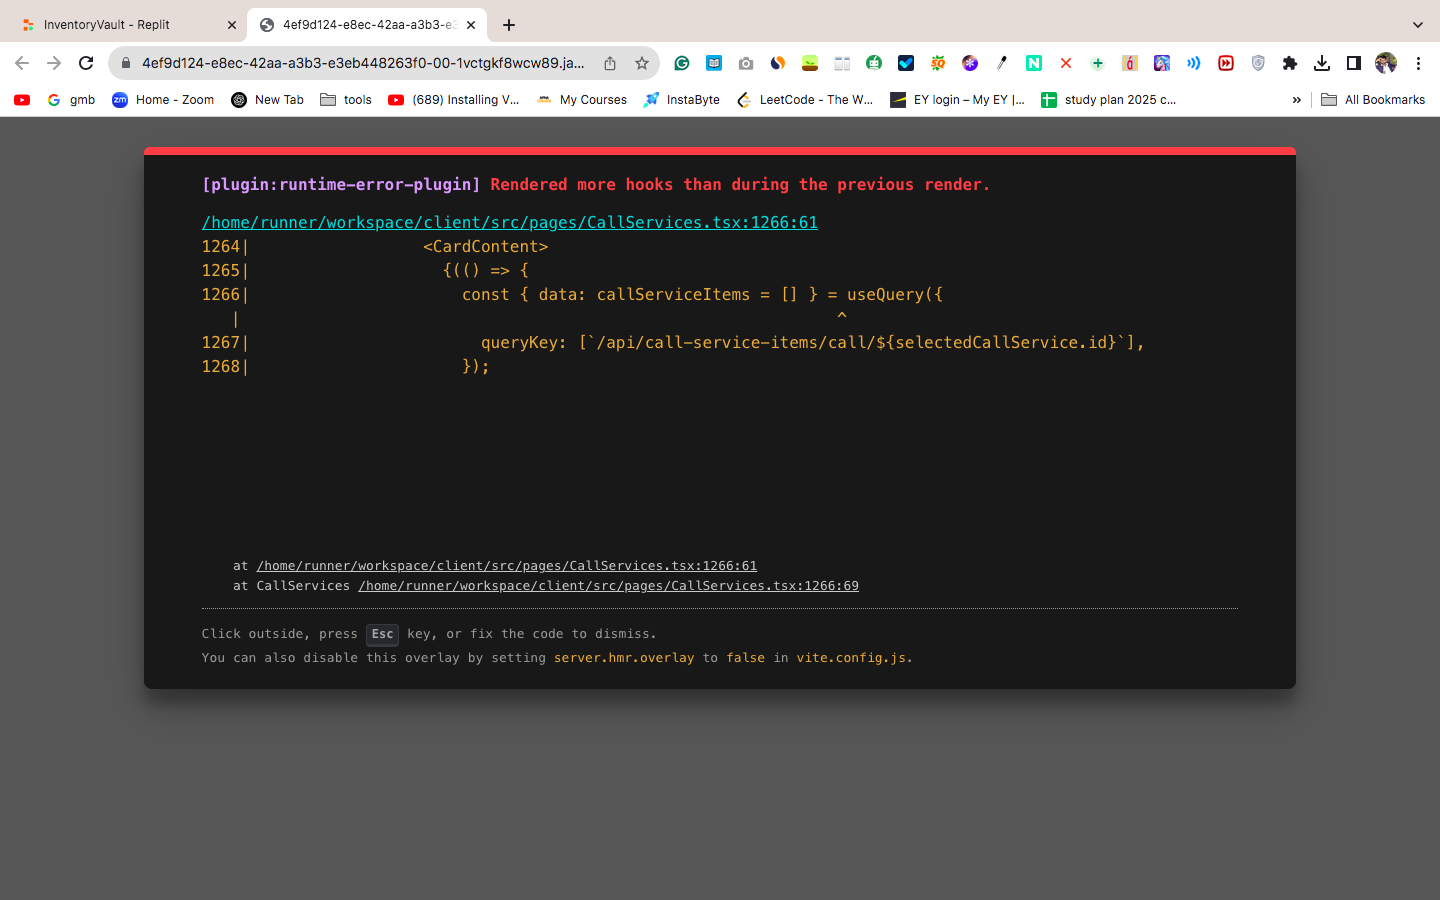 InventoryVault - Replit
4ef9d124-e8ec-42aa-a3b3-e3
4ef9d124-e8ec-42aa-a3b3-e3eb448263f0-00-1vctgkf8wcw89.ja...
gmb
Home - Zoom
New Tab
tools
(689) Installing V...
My Courses
InstaByte
LeetCode - The W...
EY login – My EY |...
study plan 2025 c...
»
All Bookmarks
[plugin:runtime-error-plugin] Rendered more hooks than during the previous render.
/home/runner/workspace/client/src/pages/CallServices.tsx:1266:61
1264| <CardContent>
1265| {(() => {
1266| const { data: callServiceItems = [] } = useQuery({
| ^
1267| queryKey: [`/api/call-service-items/call/${selectedCallService.id}`],
1268| });
at /home/runner/workspace/client/src/pages/CallServices.tsx:1266:61
at CallServices /home/runner/workspace/client/src/pages/CallServices.tsx:1266:69
Click outside, press Esc key, or fix the code to dismiss.
You can also disable this overlay by setting server.hmr.overlay to false in vite.config.js.